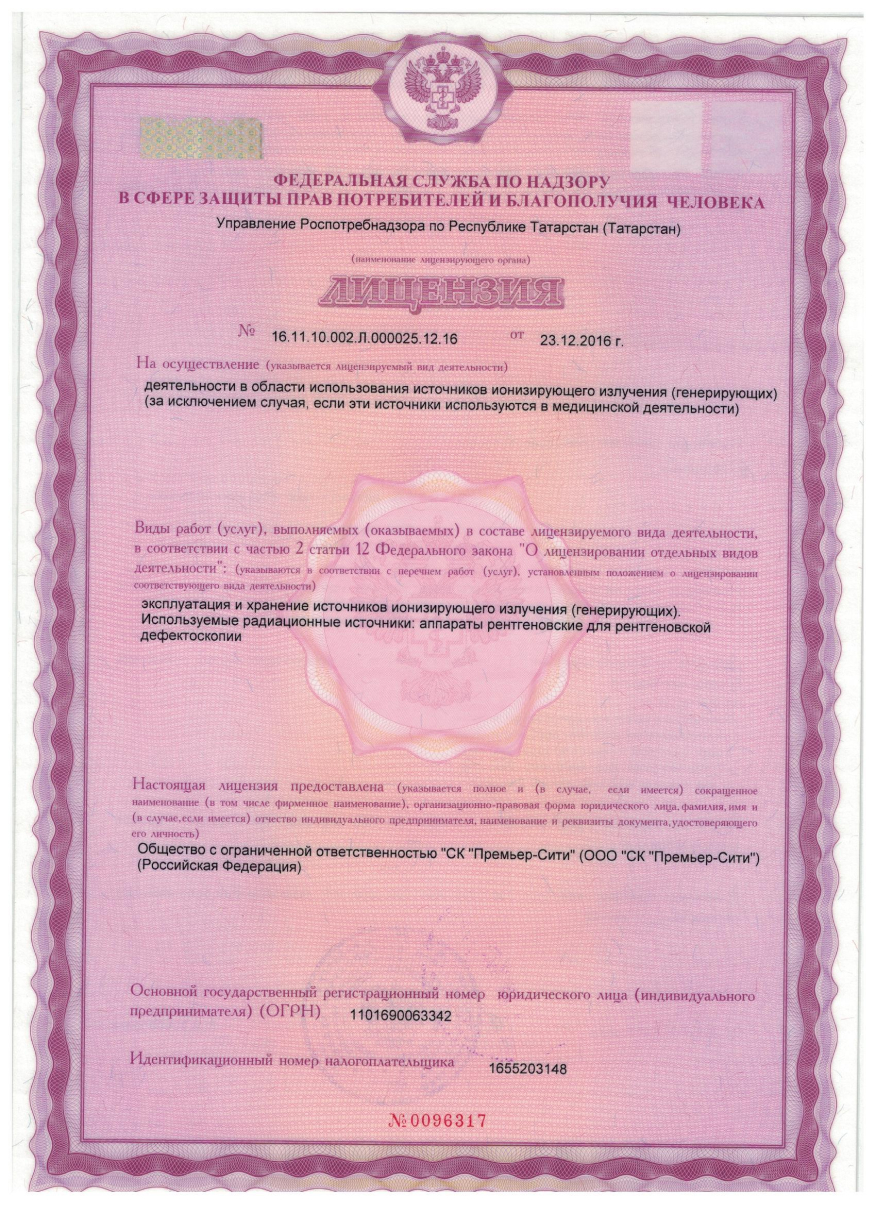 ФЕДЕРАЛЬНАЯ СЛУЖБА ПО НАДЗОРУ
В СФЕРЕ ЗАЩИТЫ ПРАВ ПОТРЕБИТЕЛЕЙ И БЛАГОПОЛУЧИЯ ЧЕЛОВЕКА
Управление Роспотребнадзора по Республике Татарстан (Татарстан)
(наименование лицензирующего органа)
ЛИЦЕНЗИЯ
№ 16.11.10.002.Л.000025.12.16 от 23.12.2016 г.
На осуществление (указывается лицензируемый вид деятельности)
деятельности в области использования источников ионизирующего излучения (генерирующих)
(за исключением случая, если эти источники используются в медицинской деятельности)
Виды работ (услуг), выполняемых (оказываемых) в составе лицензируемого вида деятельности,
в соответствии с частью 2 статьи 12 Федерального закона "О лицензировании отдельных видов
деятельности": (указываются в соответствии с перечнем работ (услуг), установленным положением о лицензировании
соответствующего вида деятельности)
эксплуатация и хранение источников ионизирующего излучения (генерирующих).
Используемые радиационные источники: аппараты рентгеновские для рентгеновской
дефектоскопии
Настоящая лицензия предоставлена (указывается полное и (в случае, если имеется) сокращенное
наименование (в том числе фирменное наименование), организационно-правовая форма юридического лица, фамилия, имя и
(в случае,если имеется) отчество индивидуального предпринимателя, наименование и реквизиты документа,удостоверяющего
его личность)
Общество с ограниченной ответственностью "СК "Премьер-Сити" (ООО "СК "Премьер-Сити")
(Российская Федерация)
Основной государственный регистрационный номер юридического лица (индивидуального
предпринимателя) (ОГРН) 1101690063342
Идентификационный номер налогоплательщика 1655203148
№0096317